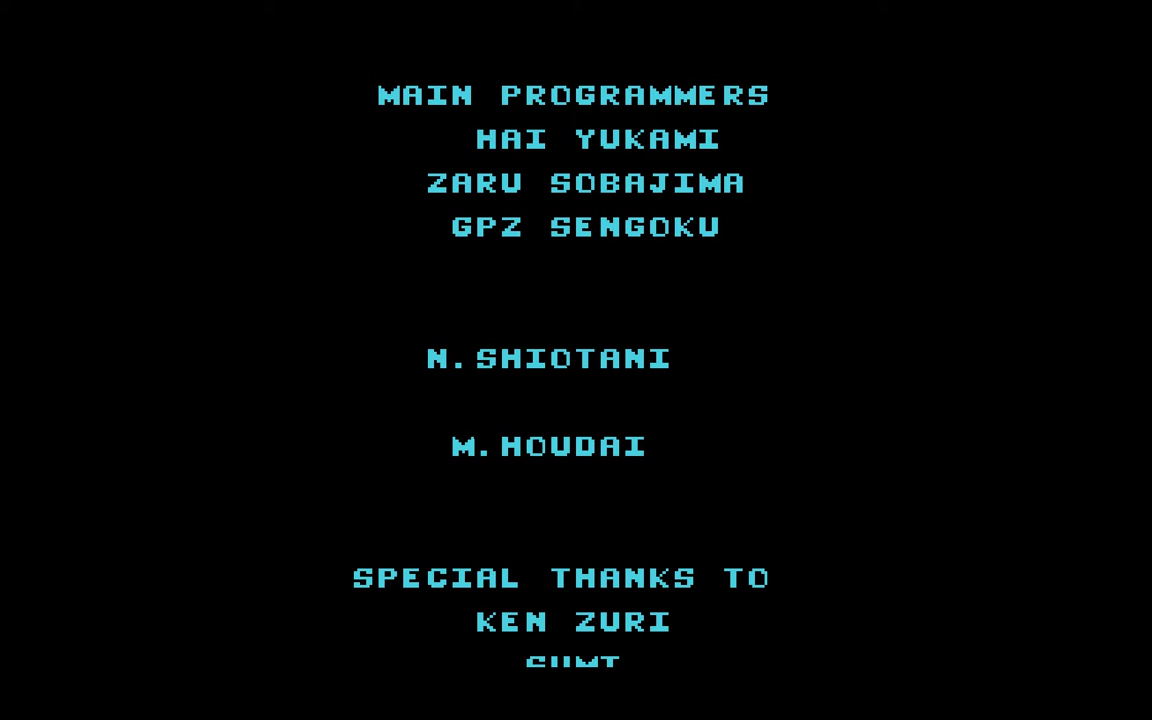 MAIN PROGRAMMERS
HAI YUKAMI
ZARU SOBAJIMA
GPZ SENGOKU
N.SHIOTANI
M.HOUDAI
SPECIAL THANKS TO
KEN ZURI